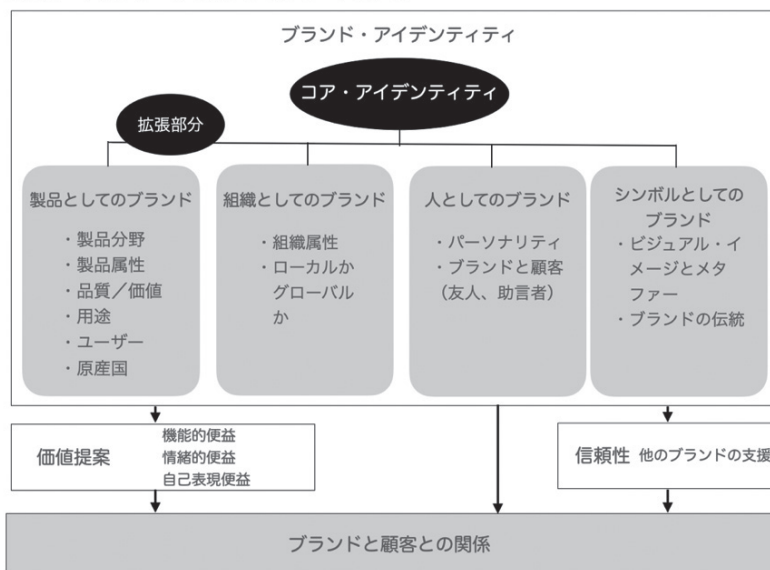 ブランド・アイデンティティ
コア・アイデンティティ
拡張部分
製品としてのブランド
・製品分野
・製品属性
・品質／価値
・用途
・ユーザー
・原産国
組織としてのブランド
・組織属性
・ローカルか
グローバル
か
人としてのブランド
・パーソナリティ
・ブランドと顧客
（友人、助言者）
シンボルとしての
ブランド
・ビジュアル・イ
メージとメタ
ファー
・ブランドの伝統
価値提案
機能的便益
情緒的便益
自己表現便益
信頼性 他のブランドの支援
ブランドと顧客との関係